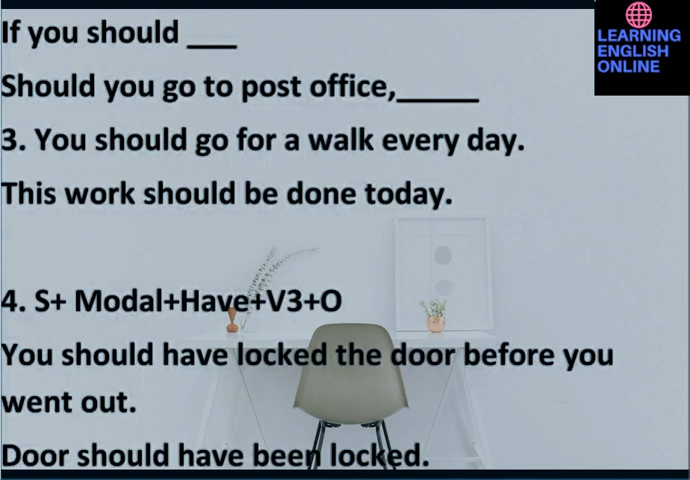 If you should ___
Should you go to post office,_____
3. You should go for a walk every day.
This work should be done today.
4. S+ Modal+Have+V3+O
You should have locked the door before you
went out.
Door should have been locked.
LEARNING
ENGLISH
ONLINE